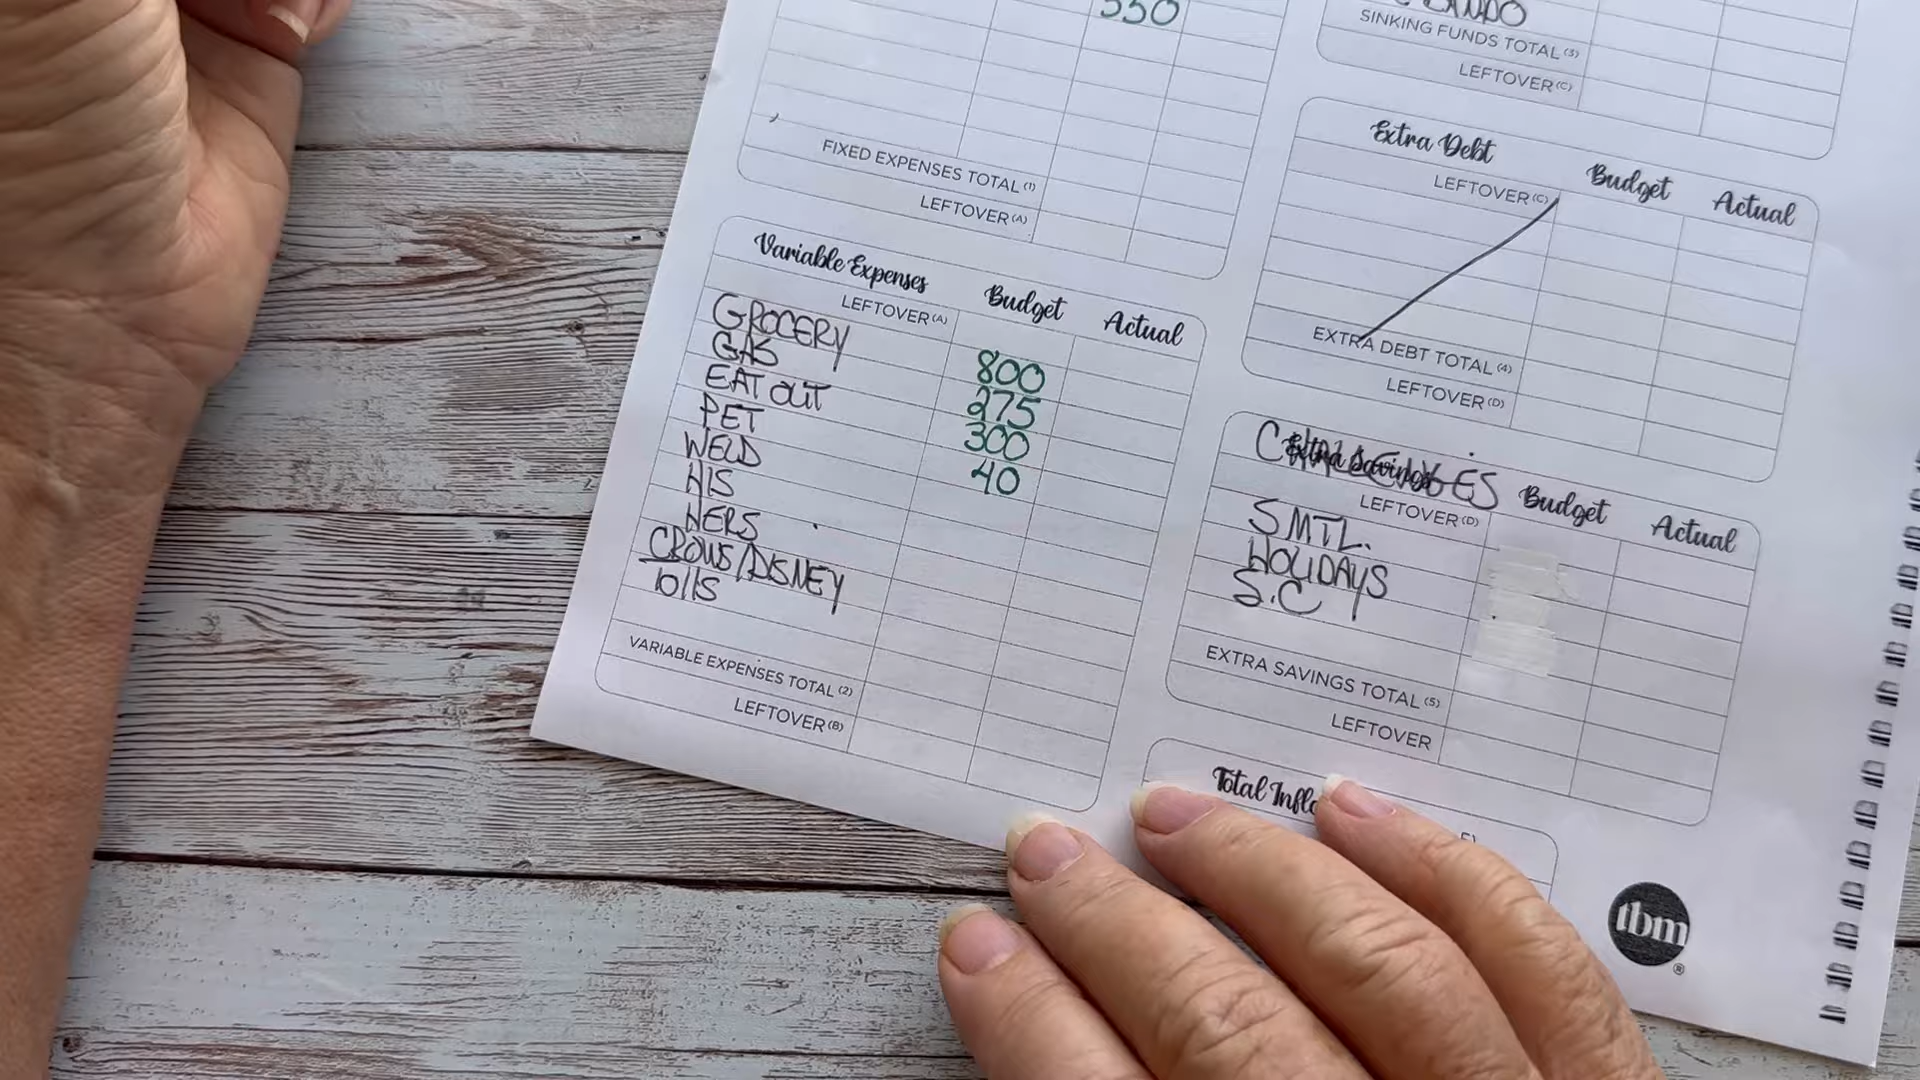 550
FIXED EXPENSES TOTAL (1)
LEFTOVER (A)
Variable Expenses Budget Actual
LEFTOVER (A)
GROCERY 800
GAS 275
EAT OUT 300
PET 40
WELD
HIS
HERS
CROWS/DISNEY
tolls
VARIABLE EXPENSES TOTAL (2)
LEFTOVER (B)
SINKING FUNDS TOTAL (3)
LEFTOVER (C)
Extra Debt Budget Actual
LEFTOVER (C)
EXTRA DEBT TOTAL (4)
LEFTOVER (D)
CHALLENGES Budget Actual
LEFTOVER (D)
SMTL.
HOLIDAYS
S.C
EXTRA SAVINGS TOTAL (5)
LEFTOVER
Total
tbm
®